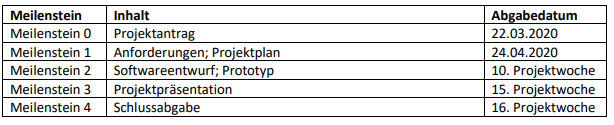 Meilenstein Inhalt Abgabedatum
Meilenstein 0 Projektantrag 22.03.2020
Meilenstein 1 Anforderungen; Projektplan 24.04.2020
Meilenstein 2 Softwareentwurf; Prototyp 10. Projektwoche
Meilenstein 3 Projektpräsentation 15. Projektwoche
Meilenstein 4 Schlussabgabe 16. Projektwoche